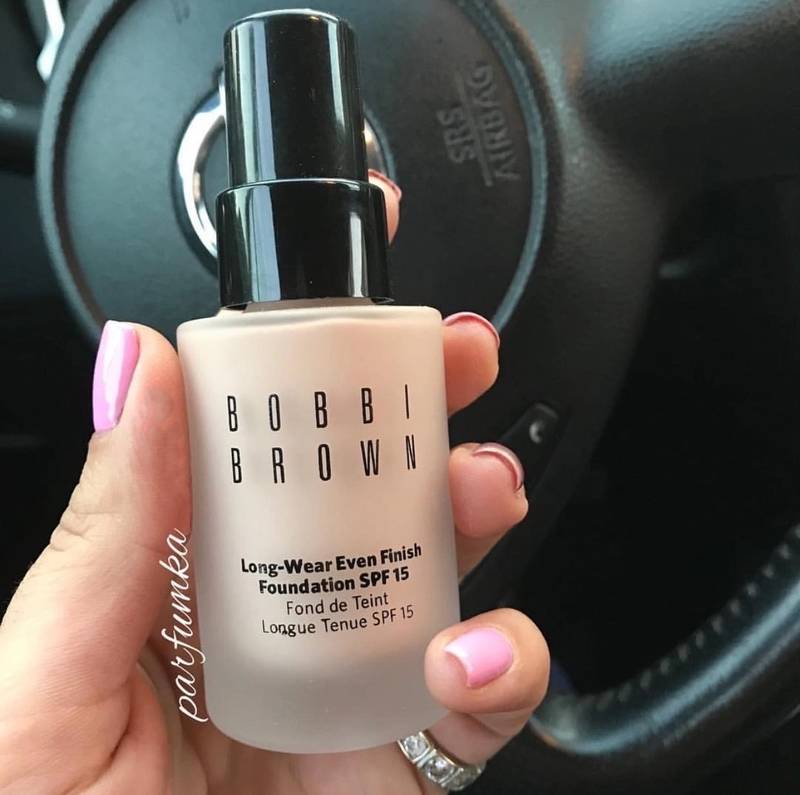 SRS
AIRBAG
BOBBI
BROWN
Long-Wear Even Finish
Foundation SPF 15
Fond de Teint
Longue Tenue SPF 15
parfumka